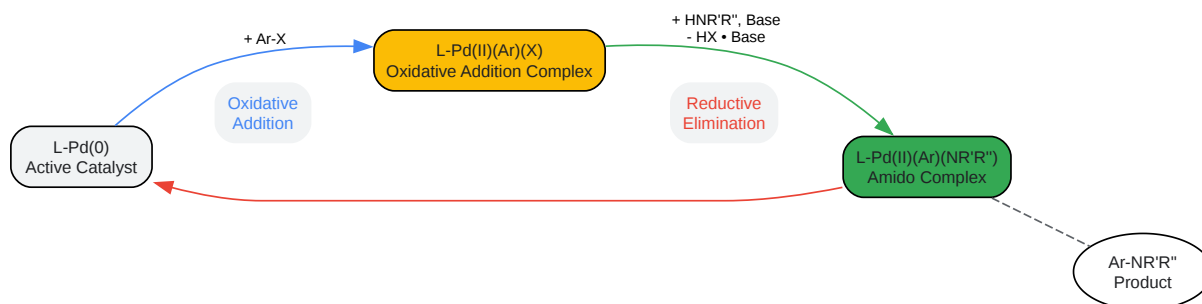 + Ar-X
L-Pd(II)(Ar)(X)
Oxidative Addition Complex
+ HNR'R", Base
- HX • Base
Oxidative
Addition
Reductive
Elimination
L-Pd(0)
Active Catalyst
L-Pd(II)(Ar)(NR'R")
Amido Complex
Ar-NR'R"
Product